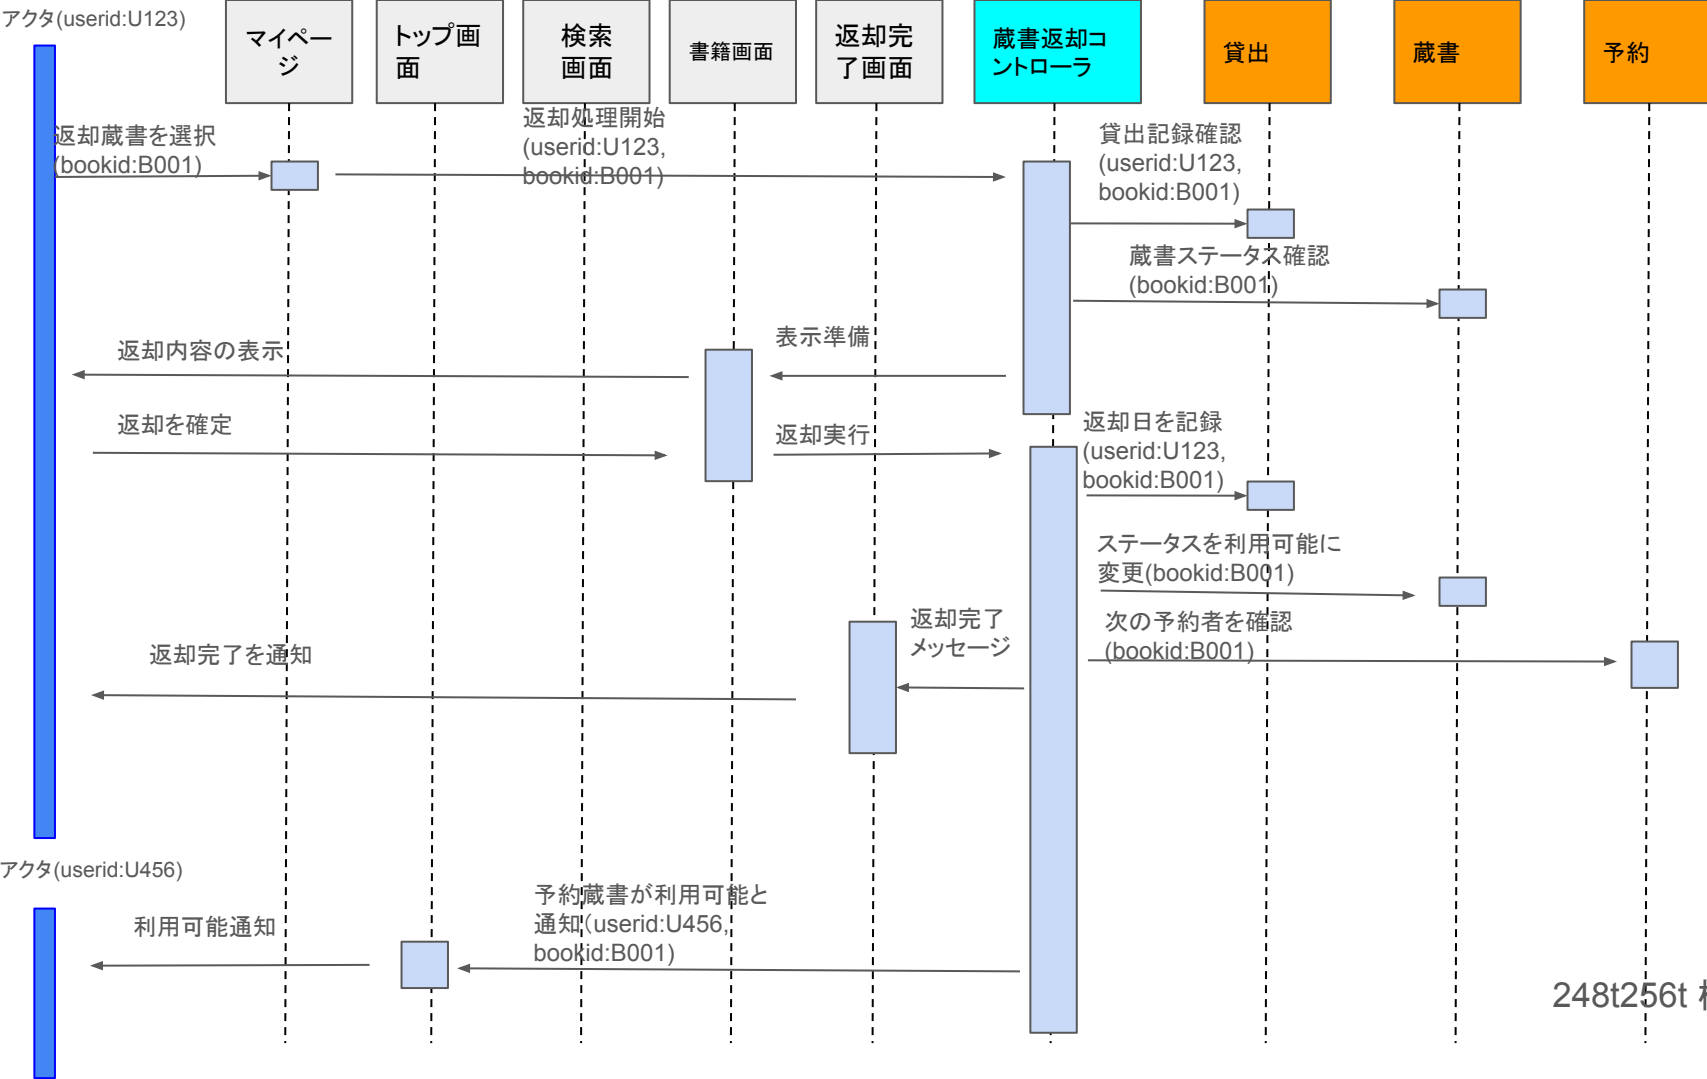 アクタ(userid:U123)
マイペー
ジ
トップ画
面
検索
画面
書籍画面
返却完
了画面
蔵書返却コ
ントローラ
貸出
蔵書
予約
返却蔵書を選択
(bookid:B001)
返却処理開始
(userid:U123,
bookid:B001)
貸出記録確認
(userid:U123,
bookid:B001)
蔵書ステータス確認
(bookid:B001)
表示準備
返却内容の表示
返却を確定
返却実行
返却日を記録
(userid:U123,
bookid:B001)
ステータスを利用可能に
変更(bookid:B001)
次の予約者を確認
(bookid:B001)
返却完了
メッセージ
返却完了を通知
アクタ(userid:U456)
予約蔵書が利用可能と
通知(userid:U456,
bookid:B001)
利用可能通知
248t256t